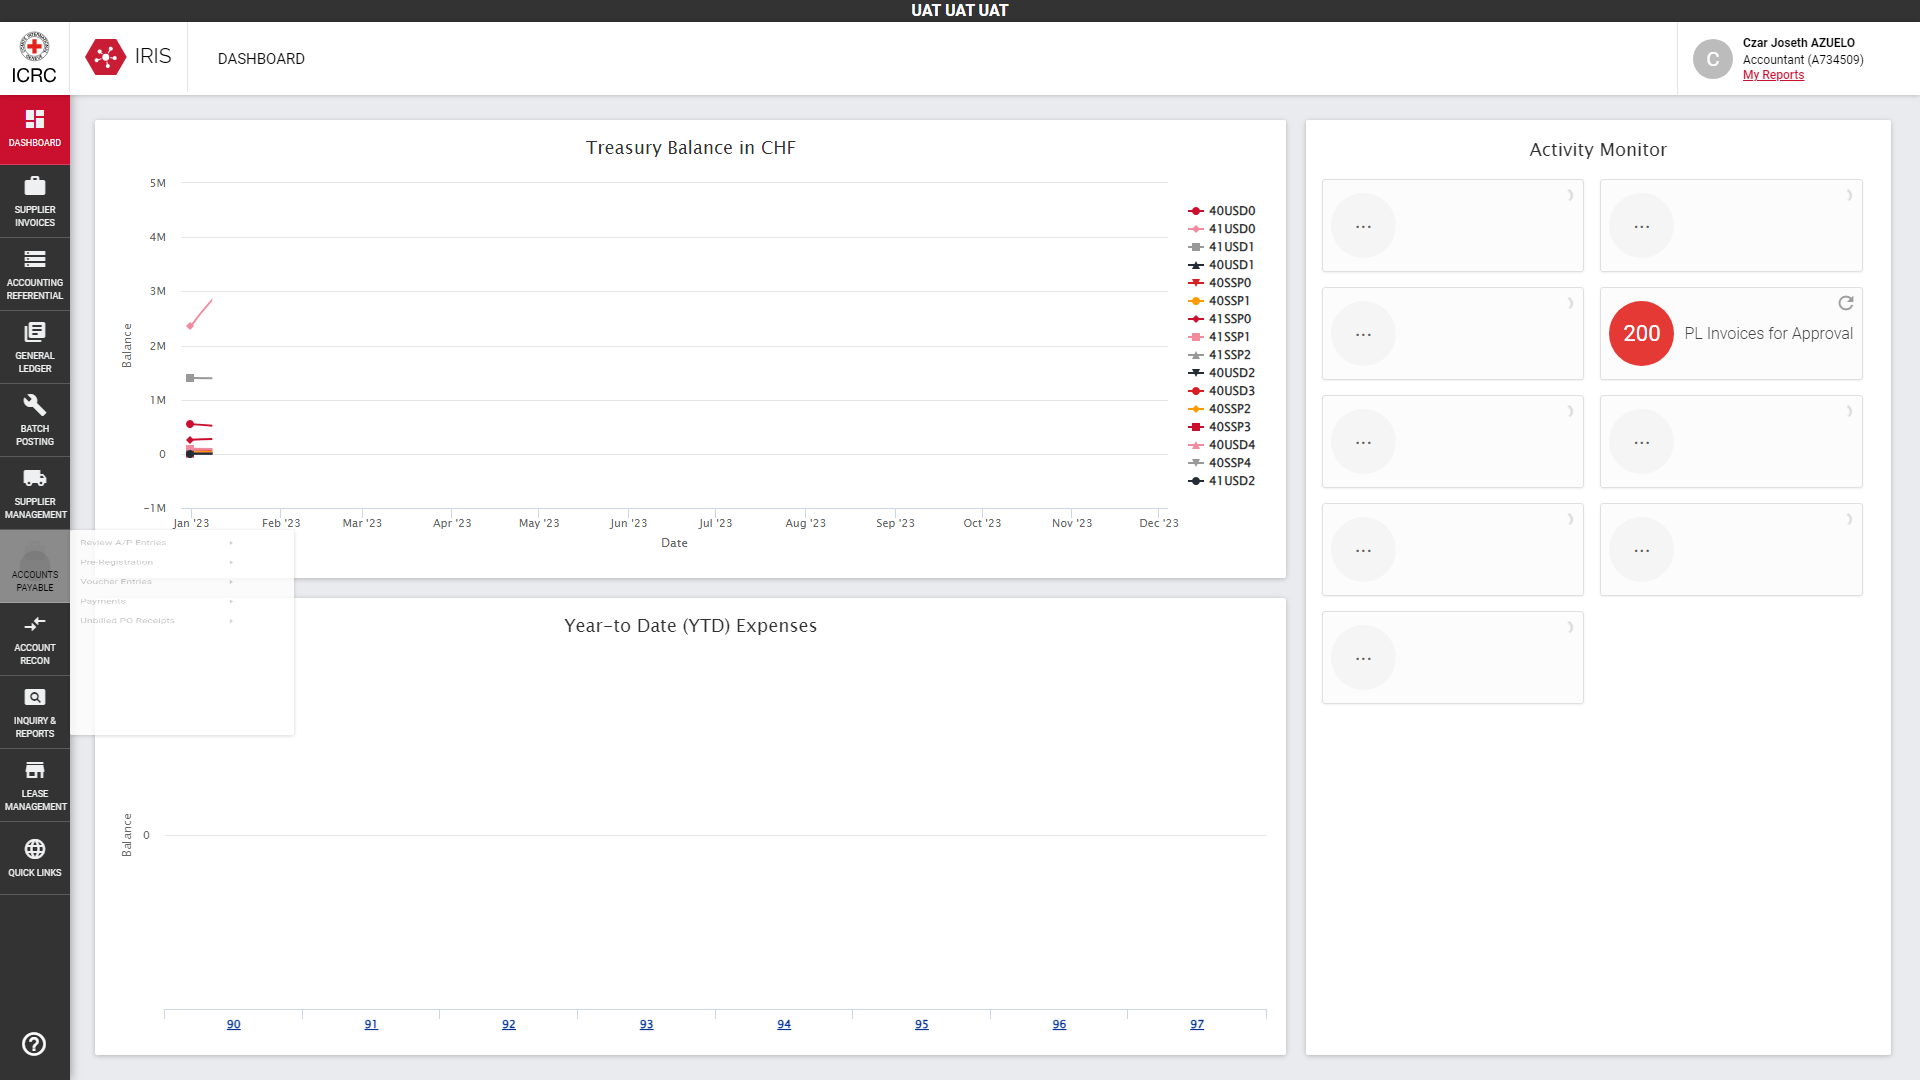 UAT UAT UAT
ICRC
IRIS
DASHBOARD
Czar Joseth AZUELO
Accountant (A734509)
My Reports
DASHBOARD
SUPPLIER
INVOICES
ACCOUNTING
REFERENTIAL
GENERAL
LEDGER
BATCH
POSTING
SUPPLIER
MANAGEMENT
ACCOUNTS
PAYABLE
ACCOUNT
RECON
INQUIRY &
REPORTS
LEASE
MANAGEMENT
QUICK LINKS
Review A/P Entries
Pre-Registration
Voucher Entries
Payments
Unbilled PO Receipts
Treasury Balance in CHF
5M
4M
3M
2M
1M
0
−1M
Balance
Jan '23 Feb '23 Mar '23 Apr '23 May '23 Jun '23 Jul '23 Aug '23 Sep '23 Oct '23 Nov '23 Dec '23
Date
40USD0
41USD0
41USD1
40USD1
40SSP0
40SSP1
41SSP0
41SSP1
41SSP2
40USD2
40USD3
40SSP2
40SSP3
40USD4
40SSP4
41USD2
Year-to Date (YTD) Expenses
Balance
0
90 91 92 93 94 95 96 97
Activity Monitor
... ...
...
200 PL Invoices for Approval
... ...
... ...
...